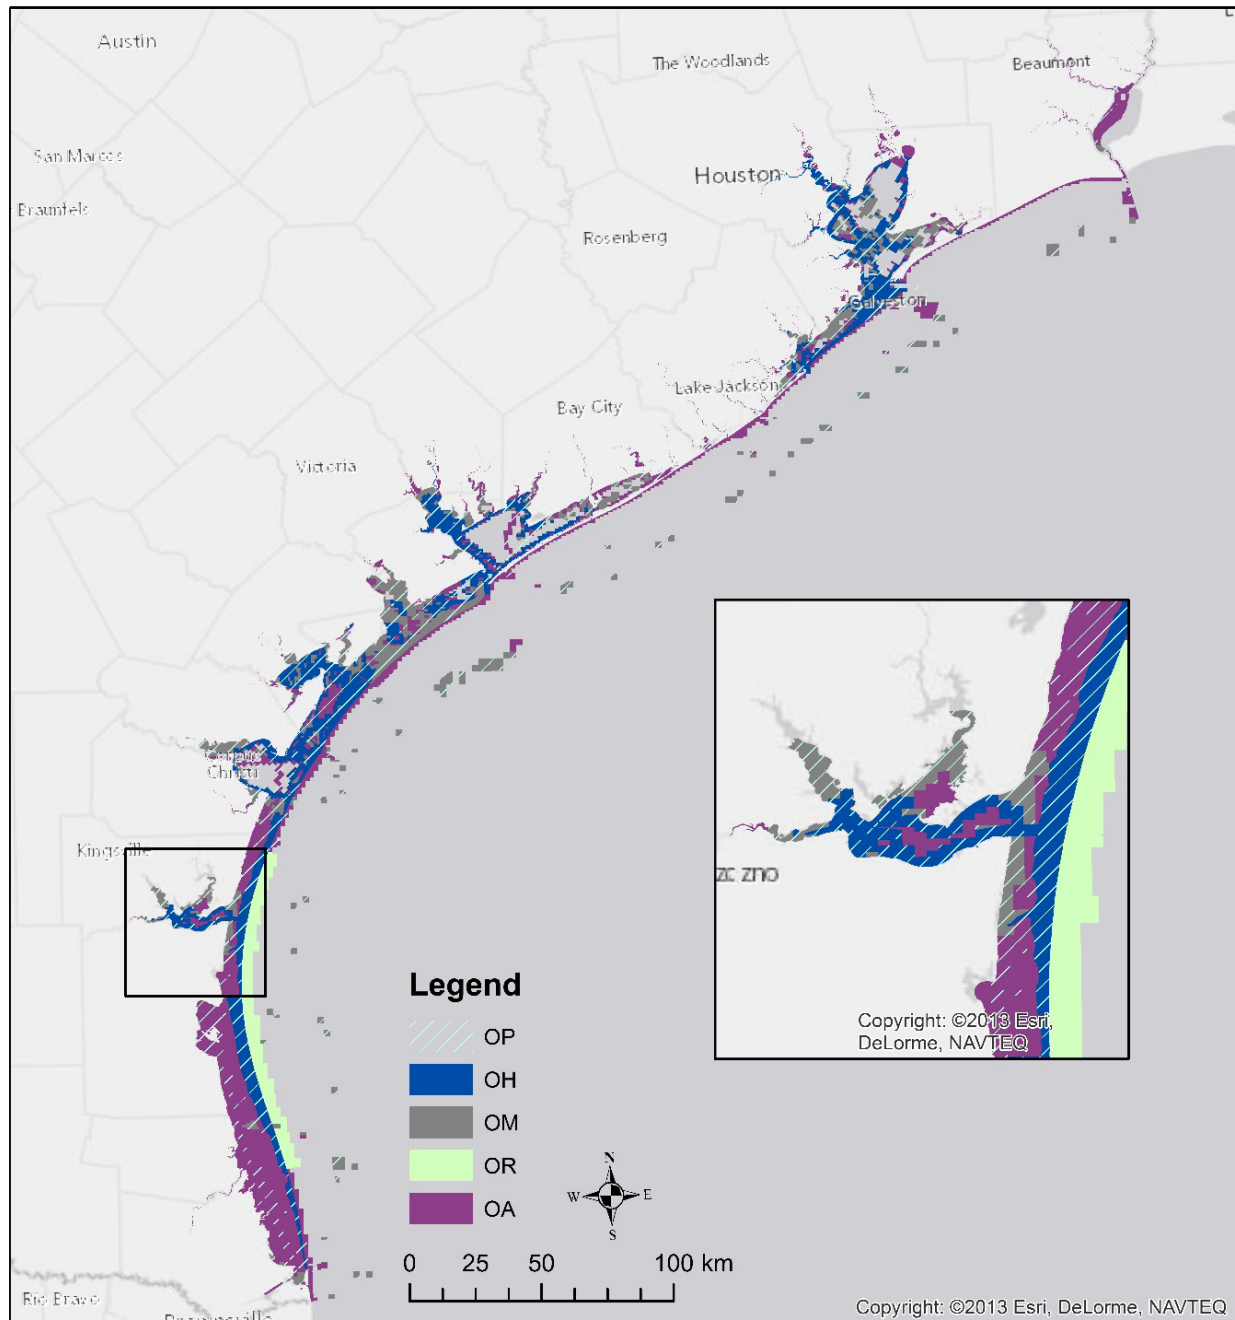 Austin
The Woodlands
Beaumont
San Marcos
Houston
Braunfels
Rosenberg
Galveston
Lake Jackson
Bay City
Victoria
Corpus
Christi
Kingsville
Copyright: ©2013 Esri,
DeLorme, NAVTEQ
Legend
OP
OH
OM
OR
OA
N
W
E
S
0 25 50 100 km
Rio Bravo
Copyright: ©2013 Esri, DeLorme, NAVTEQ